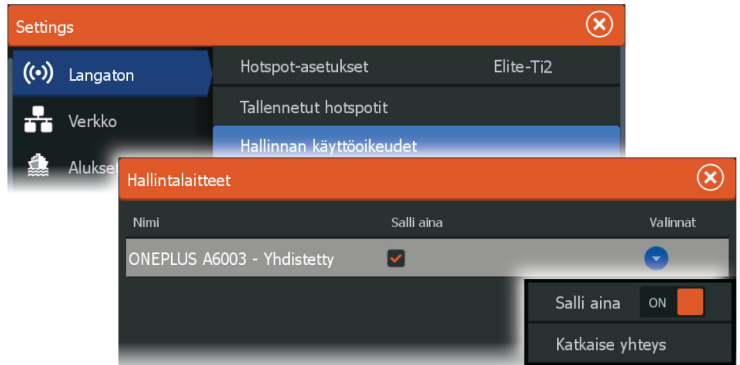 Settings
Langaton
Hotspot-asetukset Elite-Ti2
Verkko
Tallennetut hotspotit
Hallinnan käyttöoikeudet
Hallintalaitteet
Nimi Salli aina Valinnat
ONEPLUS A6003 - Yhdistetty
Salli aina ON
Katkaise yhteys